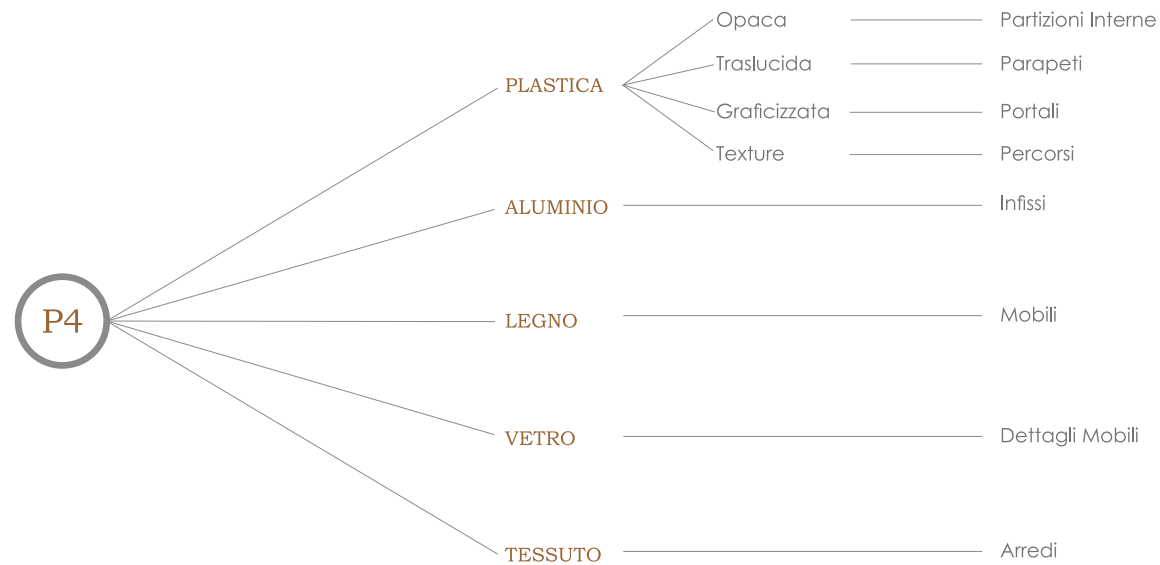 Opaca Partizioni Interne
PLASTICA Traslucida Parapeti
Graficizzata Portali
Texture Percorsi
ALUMINIO Infissi
P4 LEGNO Mobili
VETRO Dettagli Mobili
TESSUTO Arredi